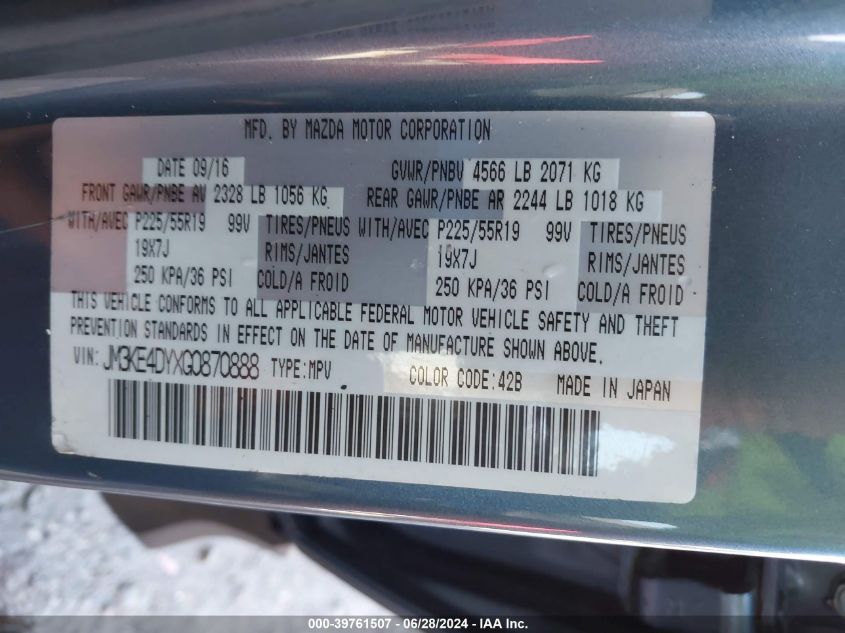 MFD. BY MAZDA MOTOR CORPORATION
DATE 09/16 GVWR/PNBV 4566 LB 2071 KG
FRONT GAWR/PNBE AV 2328 LB 1056 KG REAR GAWR/PNBE AR 2244 LB 1018 KG
WITH/AVEC P225/55R19 99V TIRES/PNEUS WITH/AVEC P225/55R19 99V TIRES/PNEUS
19X7J RIMS/JANTES 19X7J RIMS/JANTES
250 KPA/36 PSI COLD/A FROID 250 KPA/36 PSI COLD/A FROID
THIS VEHICLE CONFORMS TO ALL APPLICABLE FEDERAL MOTOR VEHICLE SAFETY AND THEFT
PREVENTION STANDARDS IN EFFECT ON THE DATE OF MANUFACTURE SHOWN ABOVE.
VIN: JM3KE4DYXG0870888 TYPE:MPV COLOR CODE:42B MADE IN JAPAN
000-39761507 - 06/28/2024 - IAA Inc.